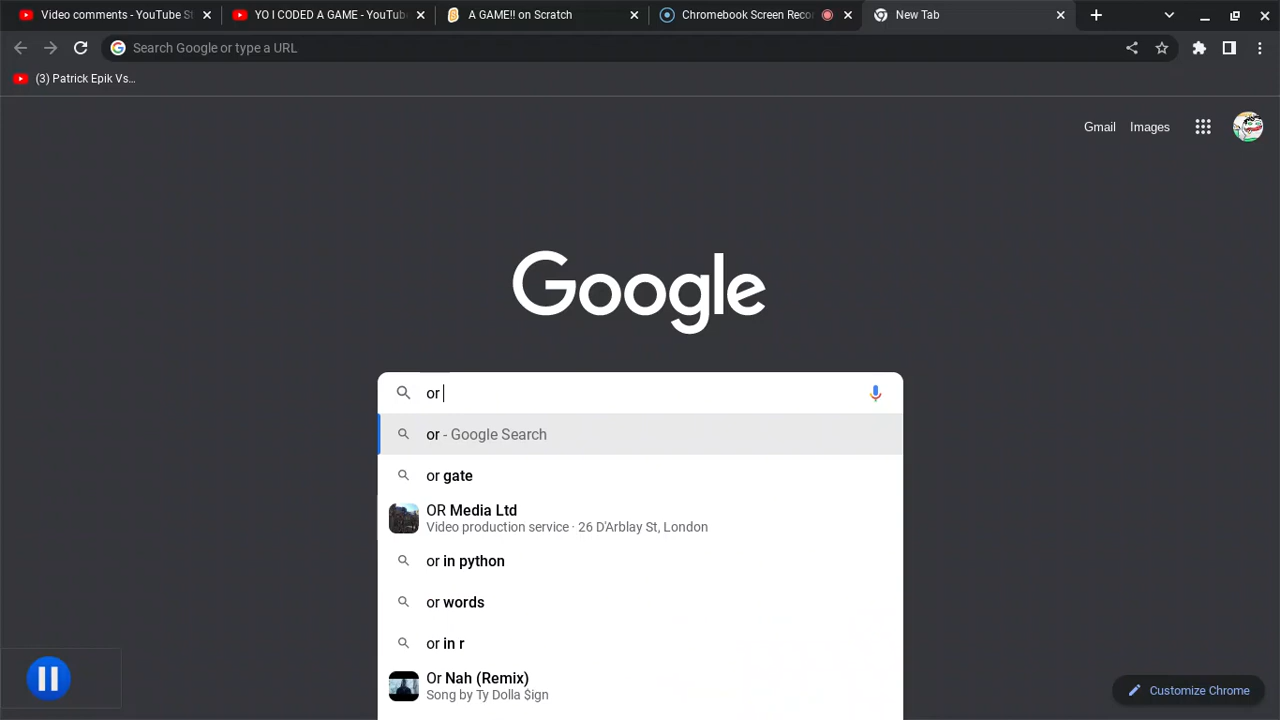 Video comments - YouTube St
YO I CODED A GAME - YouTube
A GAME!! on Scratch
Chromebook Screen Recor
New Tab
Search Google or type a URL
(3) Patrick Epik Vs...
Gmail
Images
Google
or
or - Google Search
or gate
OR Media Ltd
Video production service · 26 D'Arblay St, London
or in python
or words
or in r
Or Nah (Remix)
Song by Ty Dolla $ign
Customize Chrome